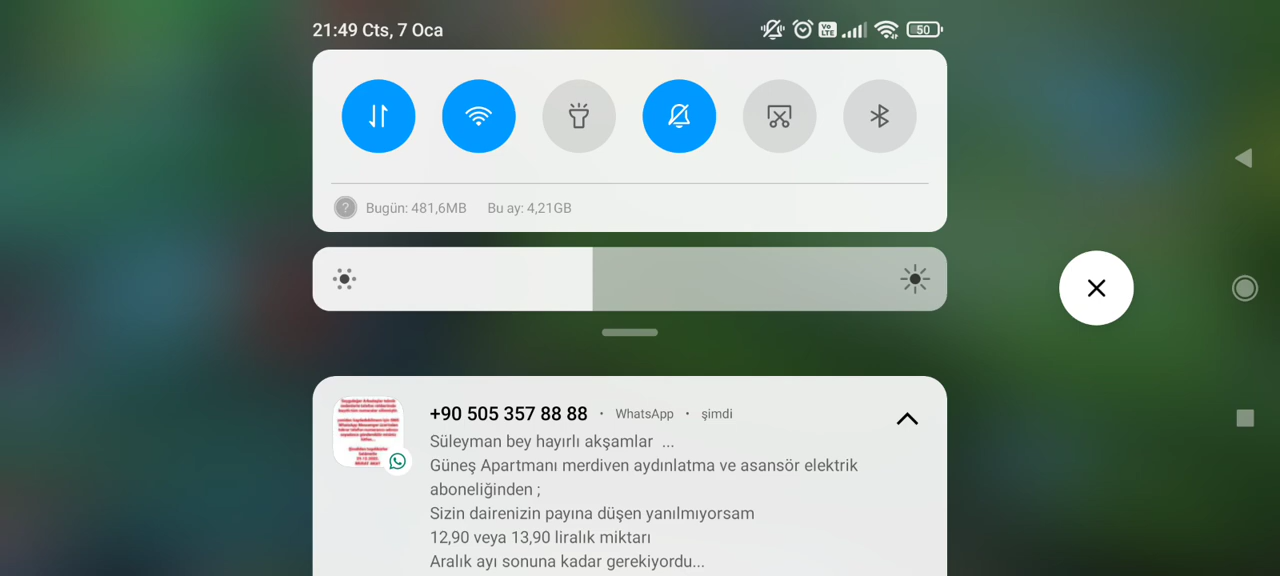 21:49 Cts, 7 Oca
Vo LTE
50
Bugün: 481,6MB Bu ay: 4,21GB
+90 505 357 88 88 • WhatsApp • şimdi
Süleyman bey hayırlı akşamlar ...
Güneş Apartmanı merdiven aydınlatma ve asansör elektrik
aboneliğinden ;
Sizin dairenizin payına düşen yanılmıyorsam
12,90 veya 13,90 liralık miktarı
Aralık ayı sonuna kadar gerekiyordu...